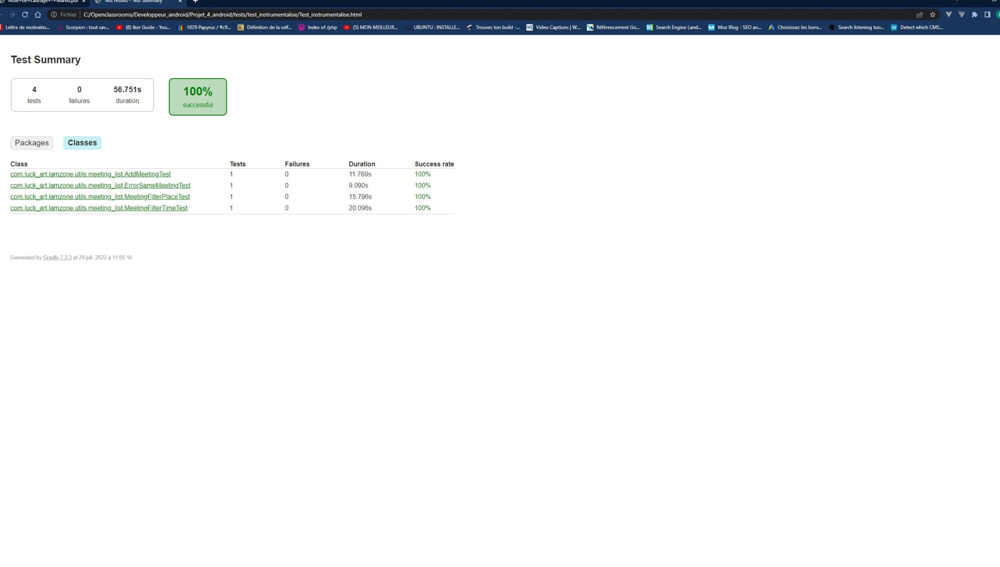 Note+de+cadrage+-+Maréu.pdf
Test results - Test Summary
Fichier C:/Openclassrooms/Developpeur_android/Projet_4_android/tests/test_instrumentalise/Test_instrumentalise.html
Lettre de motivatio... Scorpion : tout sav... (8) Iker Guide - You... 1829 Papyrus / #c9... Définition de la self... Index of /php (5) MON MEILLEUR... UBUNTU : INSTALLE... Trouves ton build -... Video Captions | W... Référencement Go... Search Engine Land... Moz Blog - SEO an... Choisissez les bons... Search listening too... Detect which CMS...
Test Summary
4 0 56.751s
tests failures duration
100%
successful
Packages Classes
Class Tests Failures Duration Success rate
com.luck_art.lamzone.utils.meeting_list.AddMeetingTest 1 0 11.769s 100%
com.luck_art.lamzone.utils.meeting_list.ErrorSameMeetingTest 1 0 9.090s 100%
com.luck_art.lamzone.utils.meeting_list.MeetingFilterPlaceTest 1 0 15.796s 100%
com.luck_art.lamzone.utils.meeting_list.MeetingFilterTimeTest 1 0 20.096s 100%
Generated by Gradle 7.3.3 at 29 juil. 2022 à 11:05:16